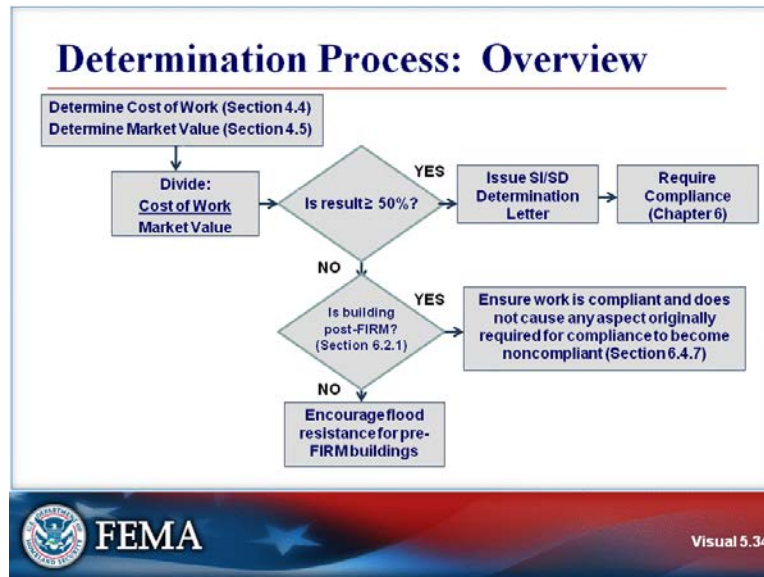 Determination Process: Overview
Determine Cost of Work (Section 4.4)
Determine Market Value (Section 4.5)
Divide:
Cost of Work
Market Value
Is result ≥ 50%?
YES
Issue SI/SD
Determination
Letter
Require
Compliance
(Chapter 6)
NO
Is building
post-FIRM?
(Section 6.2.1)
YES
Ensure work is compliant and does
not cause any aspect originally
required for compliance to become
noncompliant (Section 6.4.7)
NO
Encourage flood
resistance for pre-
FIRM buildings
U.S. DEPARTMENT OF
HOMELAND SECURITY
FEMA
Visual 5.34